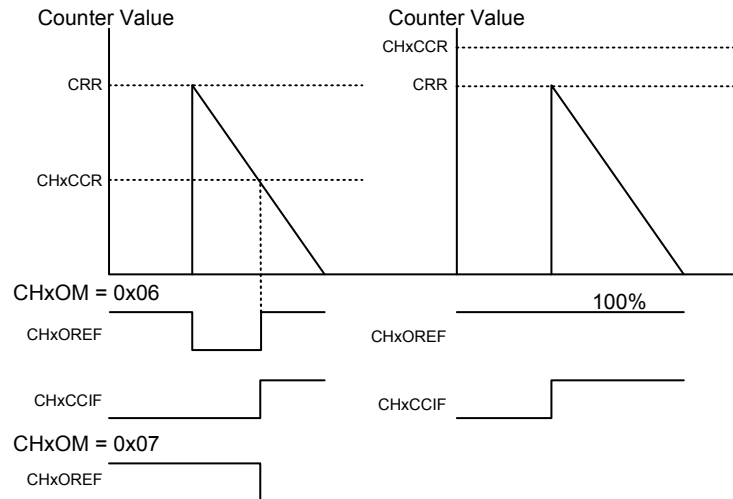 Counter Value
CRR
CHxCCR
CHxOM = 0x06
CHxOREF
CHxCCIF
CHxOM = 0x07
CHxOREF
Counter Value
CHxCCR
CRR
100%
CHxOREF
CHxCCIF